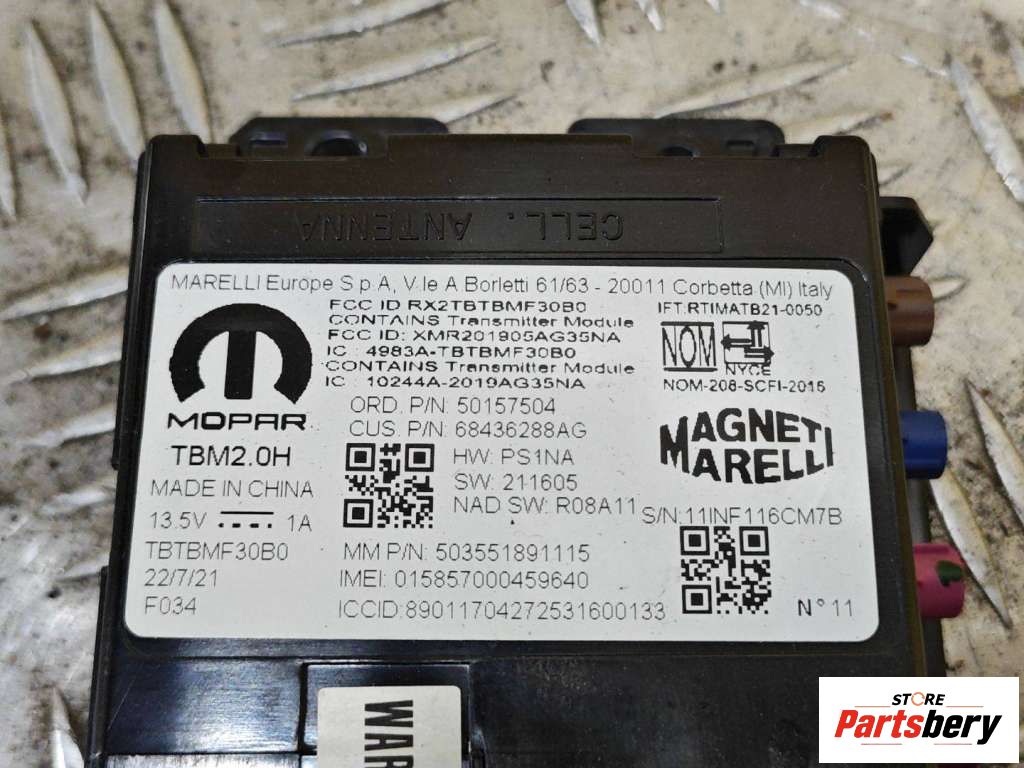 CELL. ANTENNA
MARELLI Europe S.p.A, V.le A Borletti 61/63 - 20011 Corbetta (MI) Italy
FCC ID RX2TBTBMF30B0
CONTAINS Transmitter Module
FCC ID: XMR201905AG35NA
IC : 4983A-TBTBMF30B0
CONTAINS Transmitter Module
IC : 10244A-2019AG35NA
IFT:RTIMATB21-0050
NOM
NYCE
NOM-208-SCFI-2016
MOPAR
TBM2.0H
MADE IN CHINA
13.5V 1A
TBTBMF30B0
22/7/21
F034
ORD. P/N: 50157504
CUS. P/N: 68436288AG
HW: PS1NA
SW: 211605
NAD SW: R08A11
MAGNETI
MARELLI
S/N:11INF116CM7B
MM P/N: 503551891115
IMEI: 015857000459640
ICCID:89011704272531600133
N° 11
WAR
STORE
Partsbery